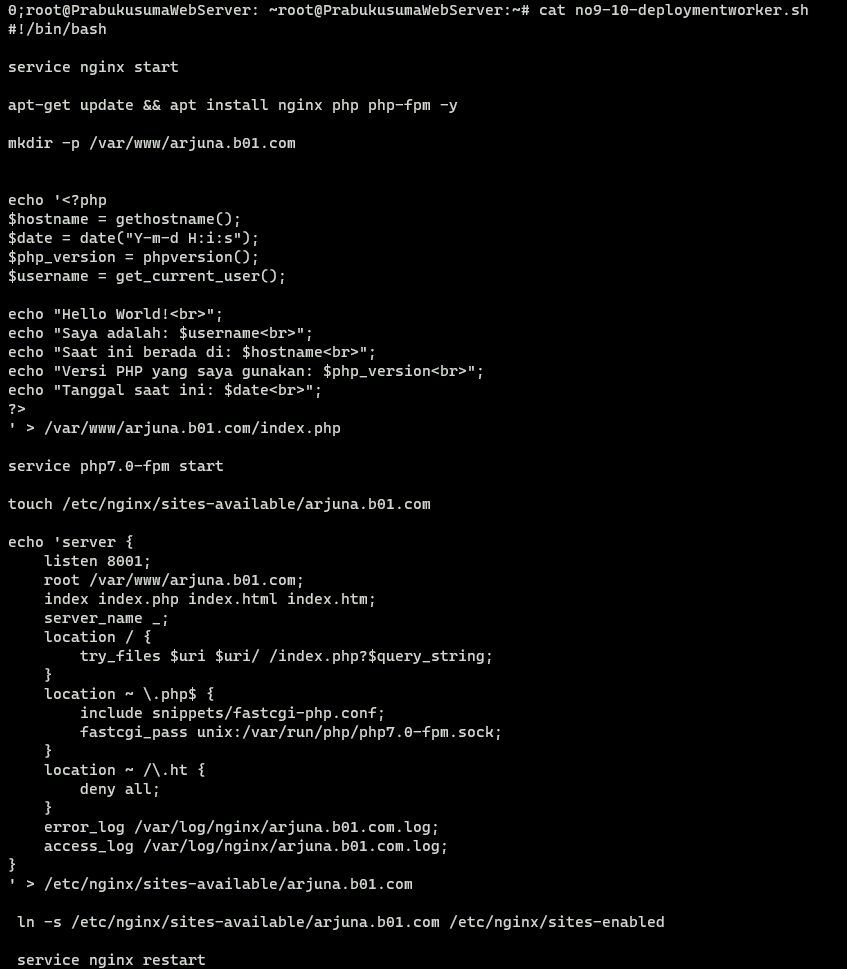 0;root@PrabukusumaWebServer: ~root@PrabukusumaWebServer:~# cat no9-10-deploymentworker.sh
#!/bin/bash

service nginx start

apt-get update && apt install nginx php php-fpm -y

mkdir -p /var/www/arjuna.b01.com


echo '<?php
$hostname = gethostname();
$date = date("Y-m-d H:i:s");
$php_version = phpversion();
$username = get_current_user();

echo "Hello World!<br>";
echo "Saya adalah: $username<br>";
echo "Saat ini berada di: $hostname<br>";
echo "Versi PHP yang saya gunakan: $php_version<br>";
echo "Tanggal saat ini: $date<br>";
?>
' > /var/www/arjuna.b01.com/index.php

service php7.0-fpm start

touch /etc/nginx/sites-available/arjuna.b01.com

echo 'server {
    listen 8001;
    root /var/www/arjuna.b01.com;
    index index.php index.html index.htm;
    server_name _;
    location / {
        try_files $uri $uri/ /index.php?$query_string;
    }
    location ~ \.php$ {
        include snippets/fastcgi-php.conf;
        fastcgi_pass unix:/var/run/php/php7.0-fpm.sock;
    }
    location ~ /\.ht {
        deny all;
    }
    error_log /var/log/nginx/arjuna.b01.com.log;
    access_log /var/log/nginx/arjuna.b01.com.log;
}
' > /etc/nginx/sites-available/arjuna.b01.com

 ln -s /etc/nginx/sites-available/arjuna.b01.com /etc/nginx/sites-enabled

 service nginx restart